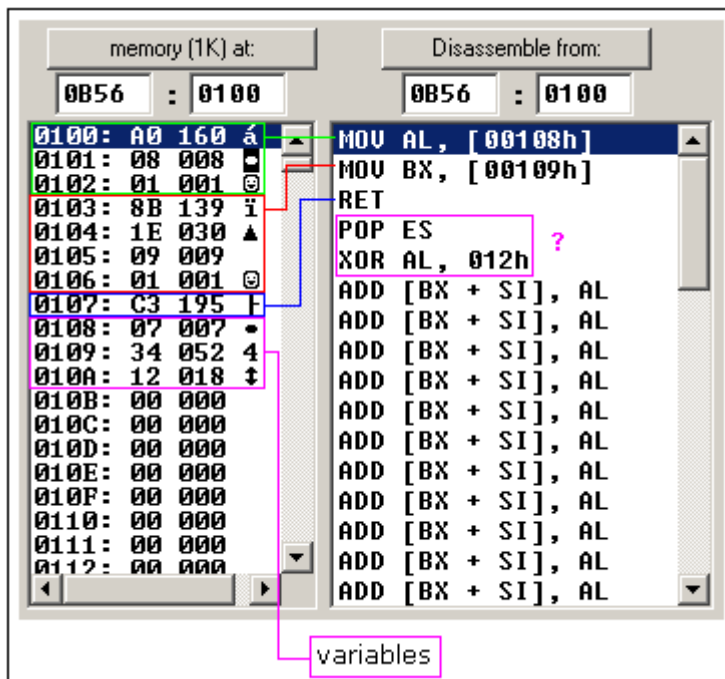 memory (1K) at:
Disassemble from:
0B56 : 0100
0B56 : 0100
0100: A0 160 á
0101: 08 008 ◘
0102: 01 001 ☺
0103: 8B 139 ï
0104: 1E 030 ▲
0105: 09 009
0106: 01 001 ☺
0107: C3 195 ├
0108: 07 007 •
0109: 34 052 4
010A: 12 018 ↕
010B: 00 000
010C: 00 000
010D: 00 000
010E: 00 000
010F: 00 000
0110: 00 000
0111: 00 000
0112: 00 000
MOV AL, [00108h]
MOV BX, [00109h]
RET
POP ES
XOR AL, 012h
?
ADD [BX + SI], AL
ADD [BX + SI], AL
ADD [BX + SI], AL
ADD [BX + SI], AL
ADD [BX + SI], AL
ADD [BX + SI], AL
ADD [BX + SI], AL
ADD [BX + SI], AL
ADD [BX + SI], AL
ADD [BX + SI], AL
ADD [BX + SI], AL
variables